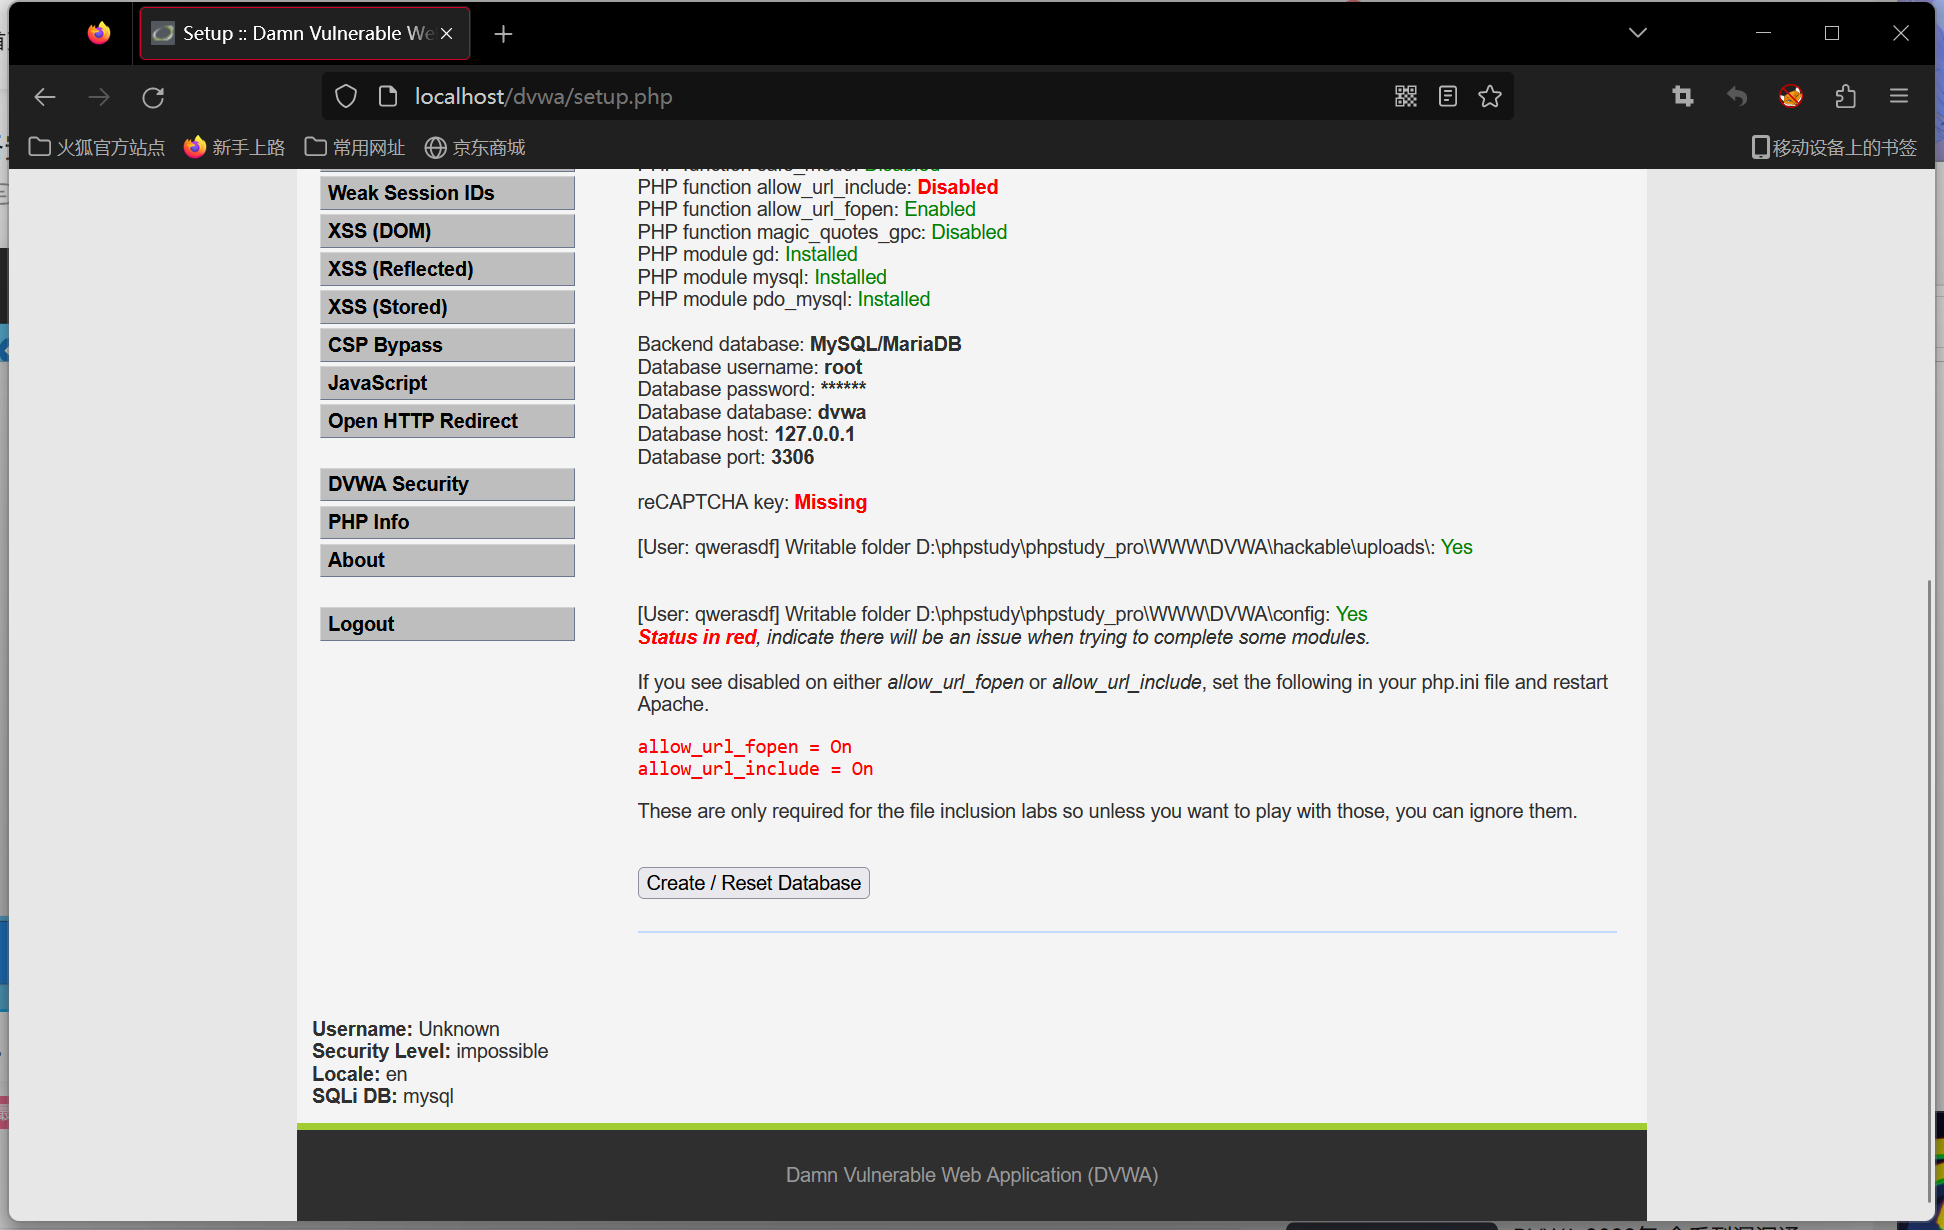 Setup :: Damn Vulnerable We
localhost/dvwa/setup.php
火狐官方站点 新手上路 常用网址 京东商城 移动设备上的书签
Weak Session IDs
XSS (DOM)
XSS (Reflected)
XSS (Stored)
CSP Bypass
JavaScript
Open HTTP Redirect
DVWA Security
PHP Info
About
Logout
PHP function safe_mode: Disabled
PHP function allow_url_include: Disabled
PHP function allow_url_fopen: Enabled
PHP function magic_quotes_gpc: Disabled
PHP module gd: Installed
PHP module mysql: Installed
PHP module pdo_mysql: Installed
Backend database: MySQL/MariaDB
Database username: root
Database password: ******
Database database: dvwa
Database host: 127.0.0.1
Database port: 3306
reCAPTCHA key: Missing
[User: qwerasdf] Writable folder D:\phpstudy\phpstudy_pro\WWW\DVWA\hackable\uploads\: Yes
[User: qwerasdf] Writable folder D:\phpstudy\phpstudy_pro\WWW\DVWA\config: Yes
Status in red, indicate there will be an issue when trying to complete some modules.
If you see disabled on either allow_url_fopen or allow_url_include, set the following in your php.ini file and restart
Apache.
allow_url_fopen = On
allow_url_include = On
These are only required for the file inclusion labs so unless you want to play with those, you can ignore them.
Create / Reset Database
Username: Unknown
Security Level: impossible
Locale: en
SQLi DB: mysql
Damn Vulnerable Web Application (DVWA)